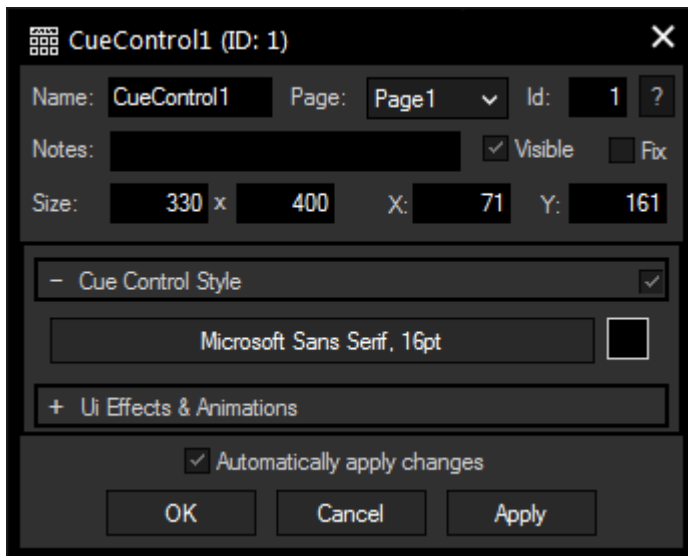 CueControl1 (ID: 1)
Name: CueControl1 Page: Page1 Id: 1 ?
Notes: Visible Fix
Size: 330 x 400 X: 71 Y: 161
- Cue Control Style
Microsoft Sans Serif, 16pt
+ Ui Effects & Animations
Automatically apply changes
OK Cancel Apply